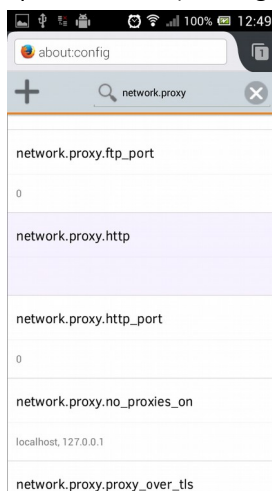 100% 12:49
about:config
1
network.proxy
network.proxy.ftp_port
0
network.proxy.http
network.proxy.http_port
0
network.proxy.no_proxies_on
localhost, 127.0.0.1
network.proxy.proxy_over_tls